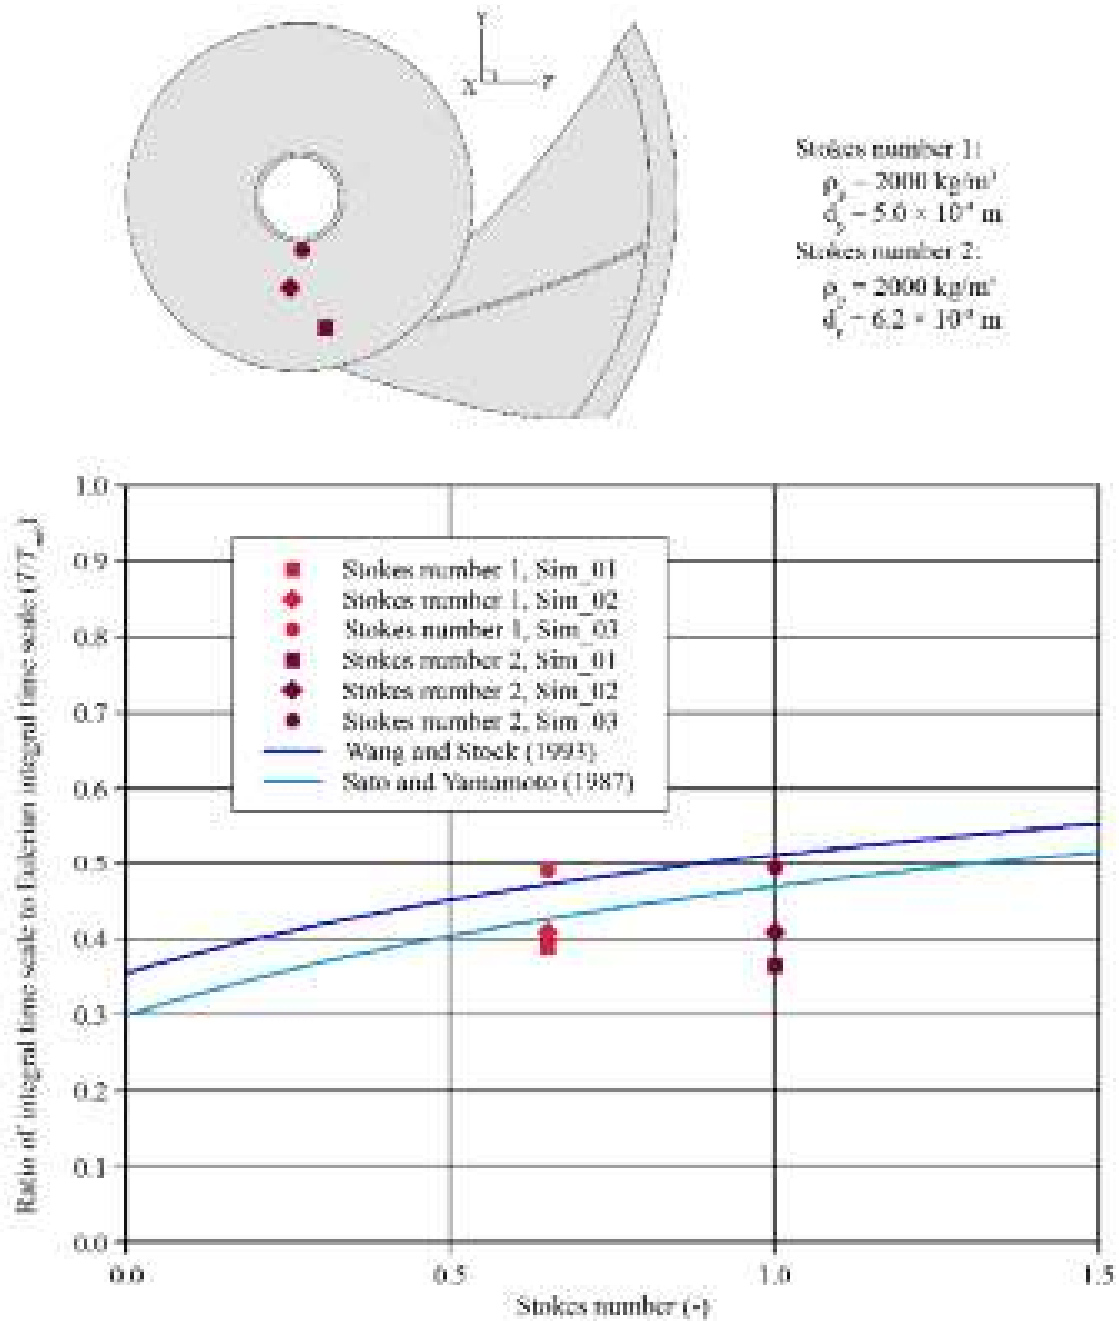 Y
X
Z
Stokes number 1:
= 2000 kg/m³
Stokes number 2:
= 2000 kg/m³
1.0
0.9
0.8
0.7
0.6
0.5
0.4
0.3
0.2
0.1
0.0
Ratio of integral time scale to Eulerian integral time scale
Stokes number 1, Sim_01
Stokes number 1, Sim_02
Stokes number 1, Sim_03
Stokes number 2, Sim_01
Stokes number 2, Sim_02
Stokes number 2, Sim_03
Wang and Stock (1993)
Sato and Yamamoto (1987)
0.0
0.5
1.0
1.5
Stokes number (-)